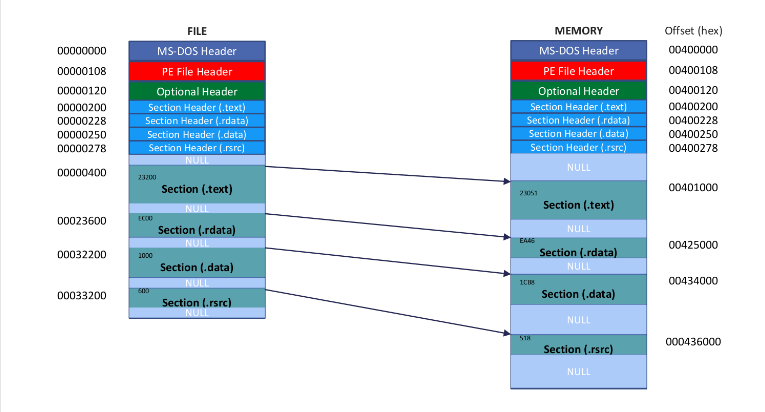 FILE
MEMORY
Offset (hex)
00000000
MS-DOS Header
MS-DOS Header
00400000
00000108
PE File Header
PE File Header
00400108
00000120
Optional Header
Optional Header
00400120
00000200
Section Header (.text)
Section Header (.text)
00400200
00000228
Section Header (.rdata)
Section Header (.rdata)
00400228
00000250
Section Header (.data)
Section Header (.data)
00400250
00000278
Section Header (.rsrc)
Section Header (.rsrc)
00400278
NULL
NULL
00000400
23200
Section (.text)
23051
Section (.text)
00401000
NULL
NULL
00023600
EC00
Section (.rdata)
EA46
Section (.rdata)
00425000
NULL
NULL
00032200
1000
Section (.data)
1CB8
Section (.data)
00434000
NULL
NULL
00033200
600
Section (.rsrc)
518
Section (.rsrc)
000436000
NULL
NULL